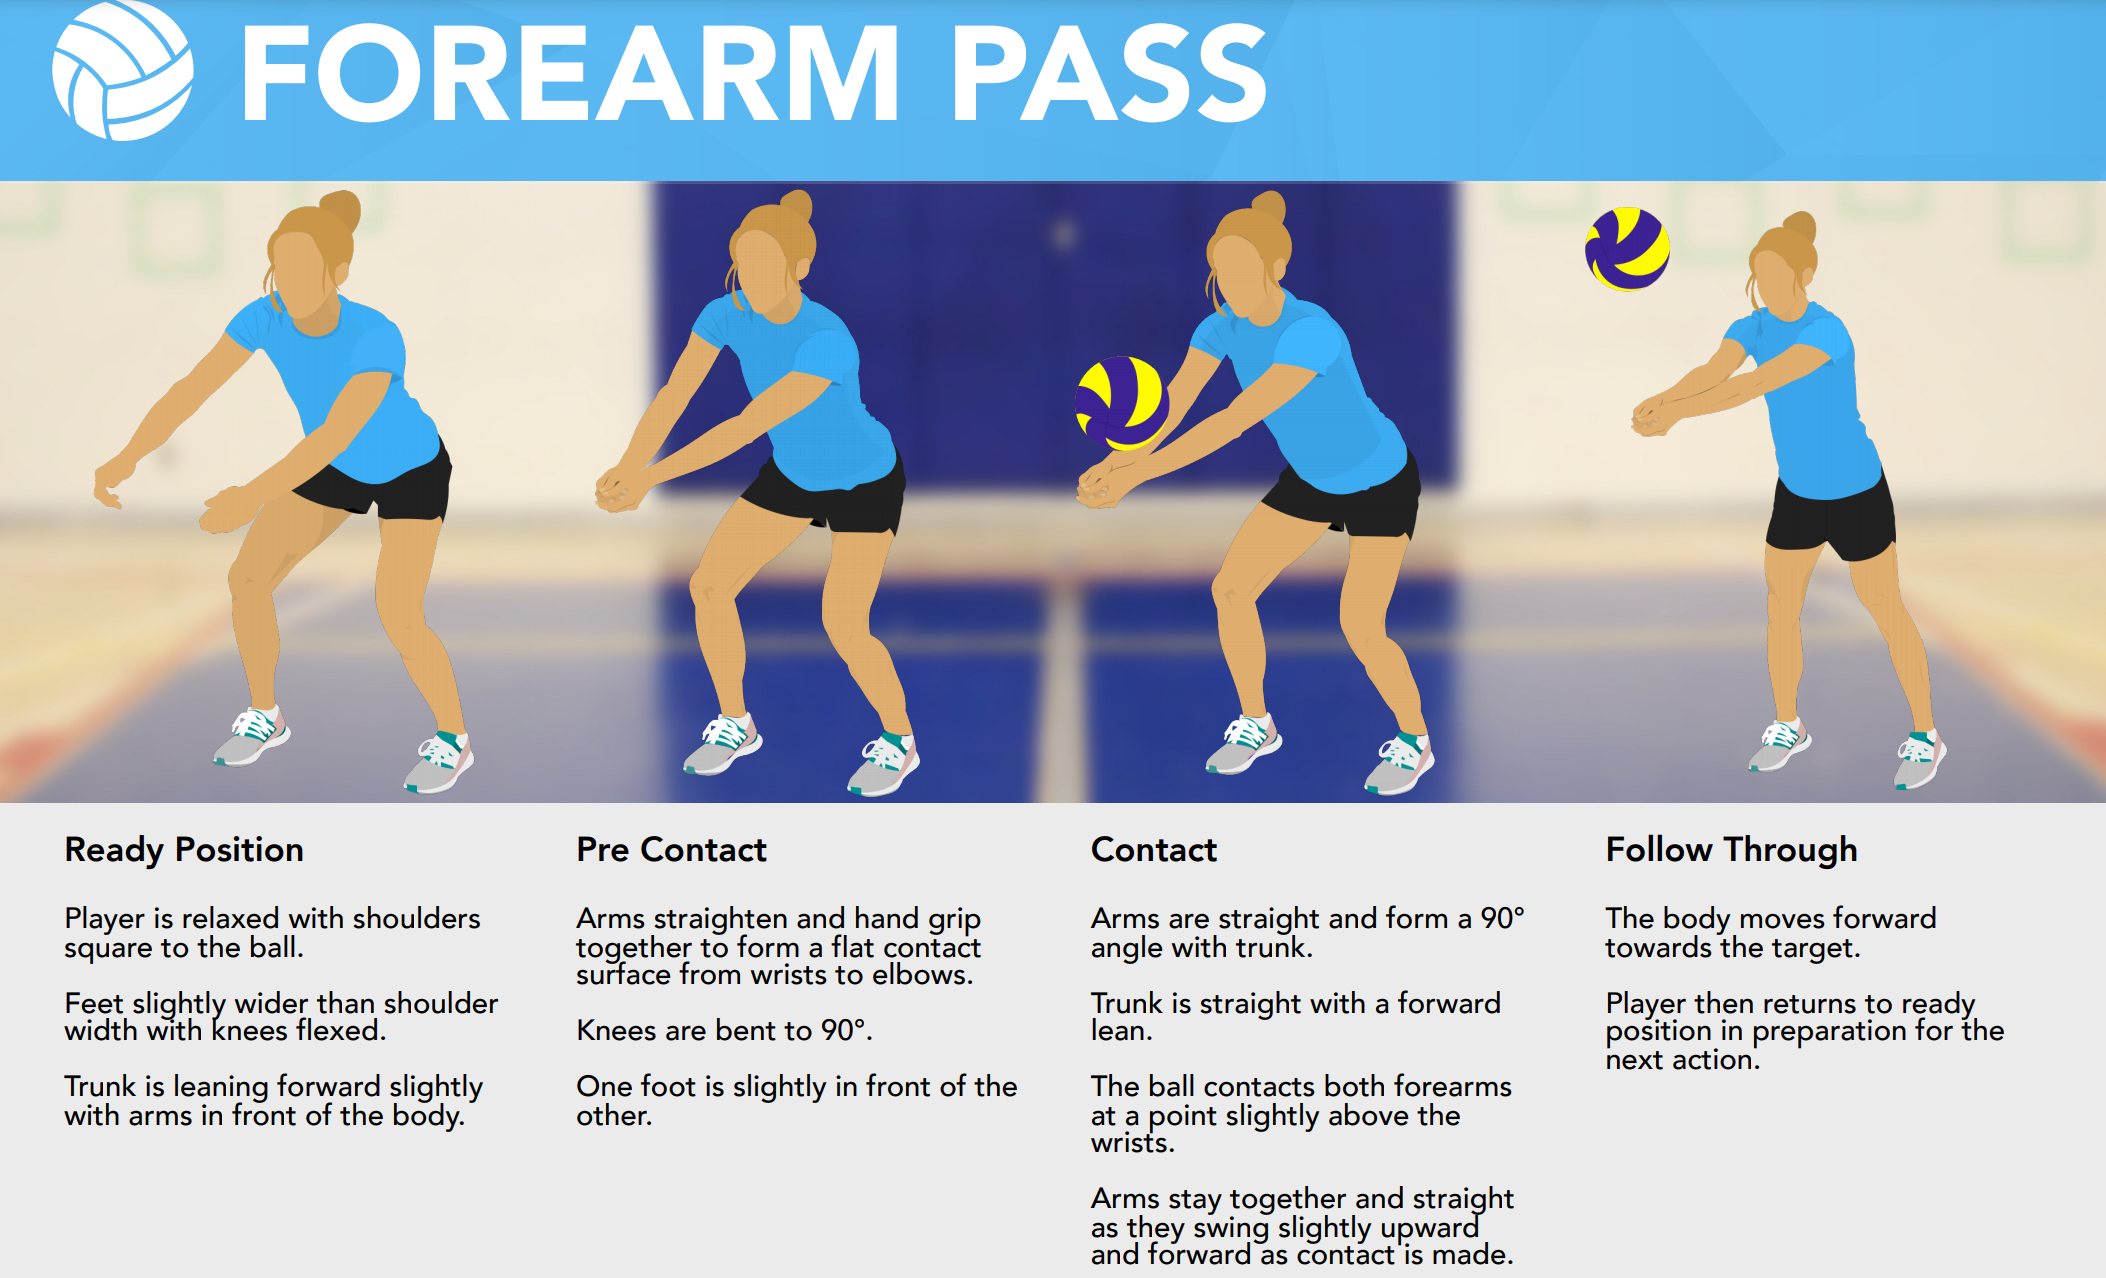 FOREARM PASS
Ready Position
Player is relaxed with shoulders
square to the ball.
Feet slightly wider than shoulder
width with knees flexed.
Trunk is leaning forward slightly
with arms in front of the body.
Pre Contact
Arms straighten and hand grip
together to form a flat contact
surface from wrists to elbows.
Knees are bent to 90°.
One foot is slightly in front of the
other.
Contact
Arms are straight and form a 90°
angle with trunk.
Trunk is straight with a forward
lean.
The ball contacts both forearms
at a point slightly above the
wrists.
Arms stay together and straight
as they swing slightly upward
and forward as contact is made.
Follow Through
The body moves forward
towards the target.
Player then returns to ready
position in preparation for the
next action.